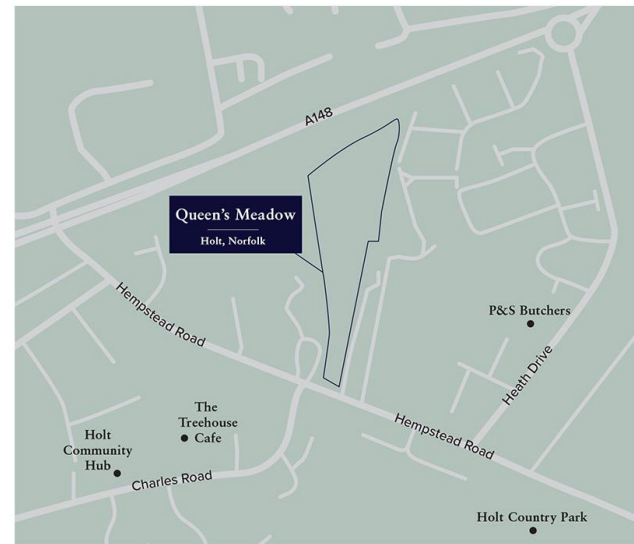 A148
Queen's Meadow
Holt, Norfolk
Hempstead Road
P&S Butchers
Heath Drive
The
Treehouse
Cafe
Hempstead Road
Holt
Community
Hub
Charles Road
Holt Country Park